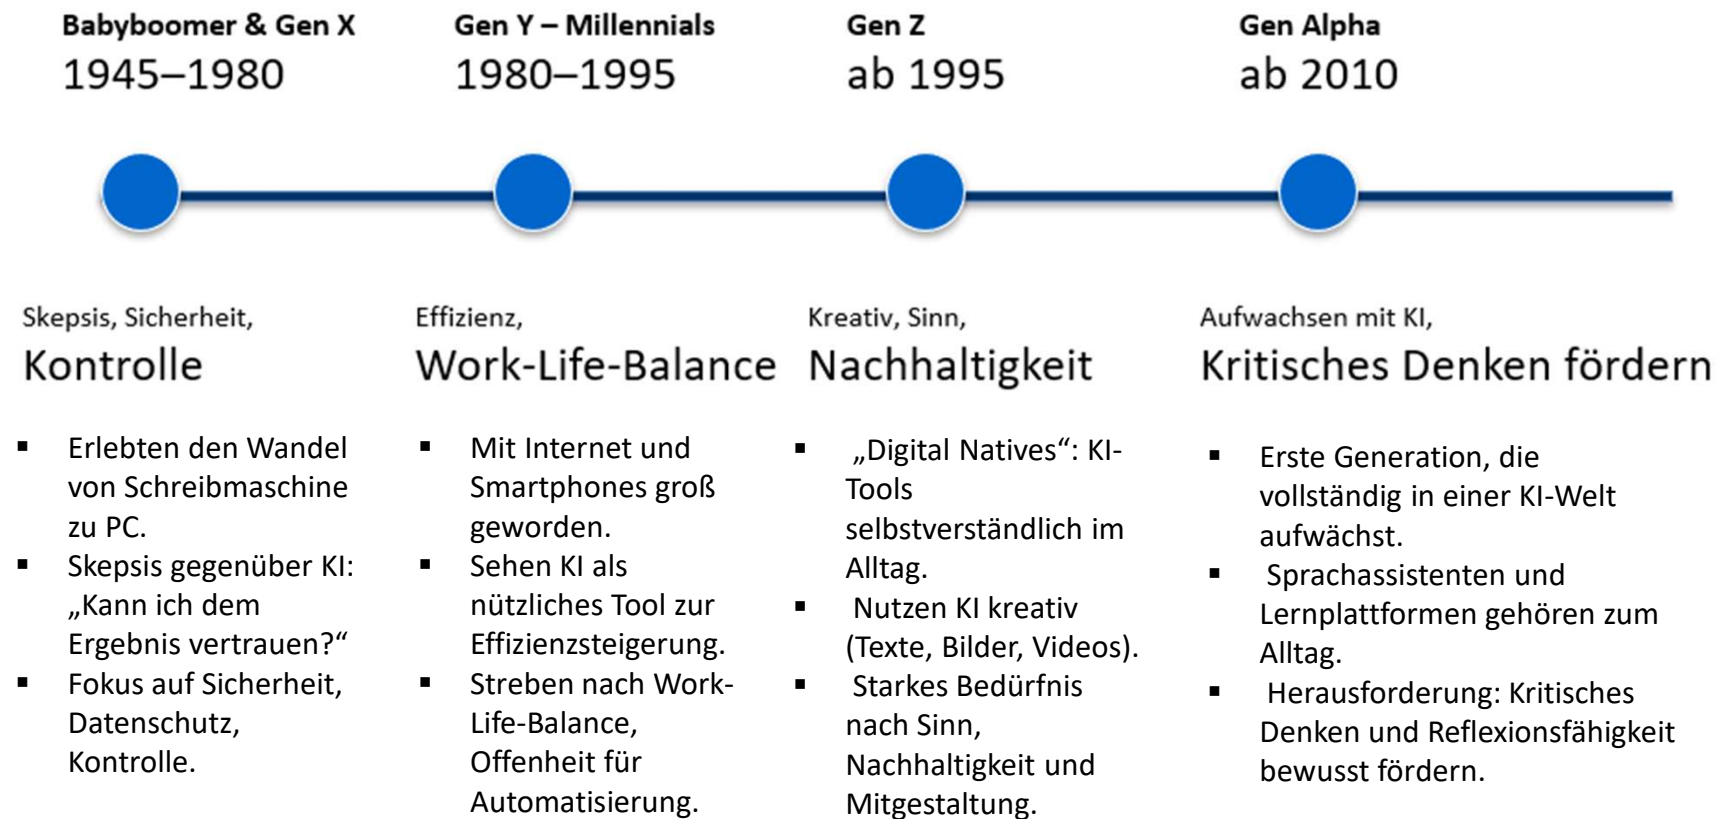 Babyboomer & Gen X
1945–1980
Gen Y – Millennials
1980–1995
Gen Z
ab 1995
Gen Alpha
ab 2010
Skepsis, Sicherheit,
Kontrolle
▪ Erlebten den Wandel
von Schreibmaschine
zu PC.
▪ Skepsis gegenüber KI:
„Kann ich dem
Ergebnis vertrauen?“
▪ Fokus auf Sicherheit,
Datenschutz,
Kontrolle.
Effizienz,
Work-Life-Balance
▪ Mit Internet und
Smartphones groß
geworden.
▪ Sehen KI als
nützliches Tool zur
Effizienzsteigerung.
▪ Streben nach Work-
Life-Balance,
Offenheit für
Automatisierung.
Kreativ, Sinn,
Nachhaltigkeit
▪ „Digital Natives“: KI-
Tools
selbstverständlich im
Alltag.
▪ Nutzen KI kreativ
(Texte, Bilder, Videos).
▪ Starkes Bedürfnis
nach Sinn,
Nachhaltigkeit und
Mitgestaltung.
Aufwachsen mit KI,
Kritisches Denken fördern
▪ Erste Generation, die
vollständig in einer KI-Welt
aufwächst.
▪ Sprachassistenten und
Lernplattformen gehören zum
Alltag.
▪ Herausforderung: Kritisches
Denken und Reflexionsfähigkeit
bewusst fördern.